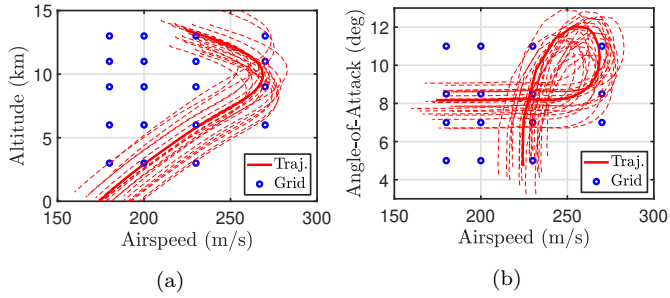 15
10
5
0
Altitude (km)
150
200
250
300
Airspeed (m/s)
Traj.
Grid
(a)
12
10
8
6
4
Angle-of-Attack (deg)
150
200
250
300
Airspeed (m/s)
Traj.
Grid
(b)